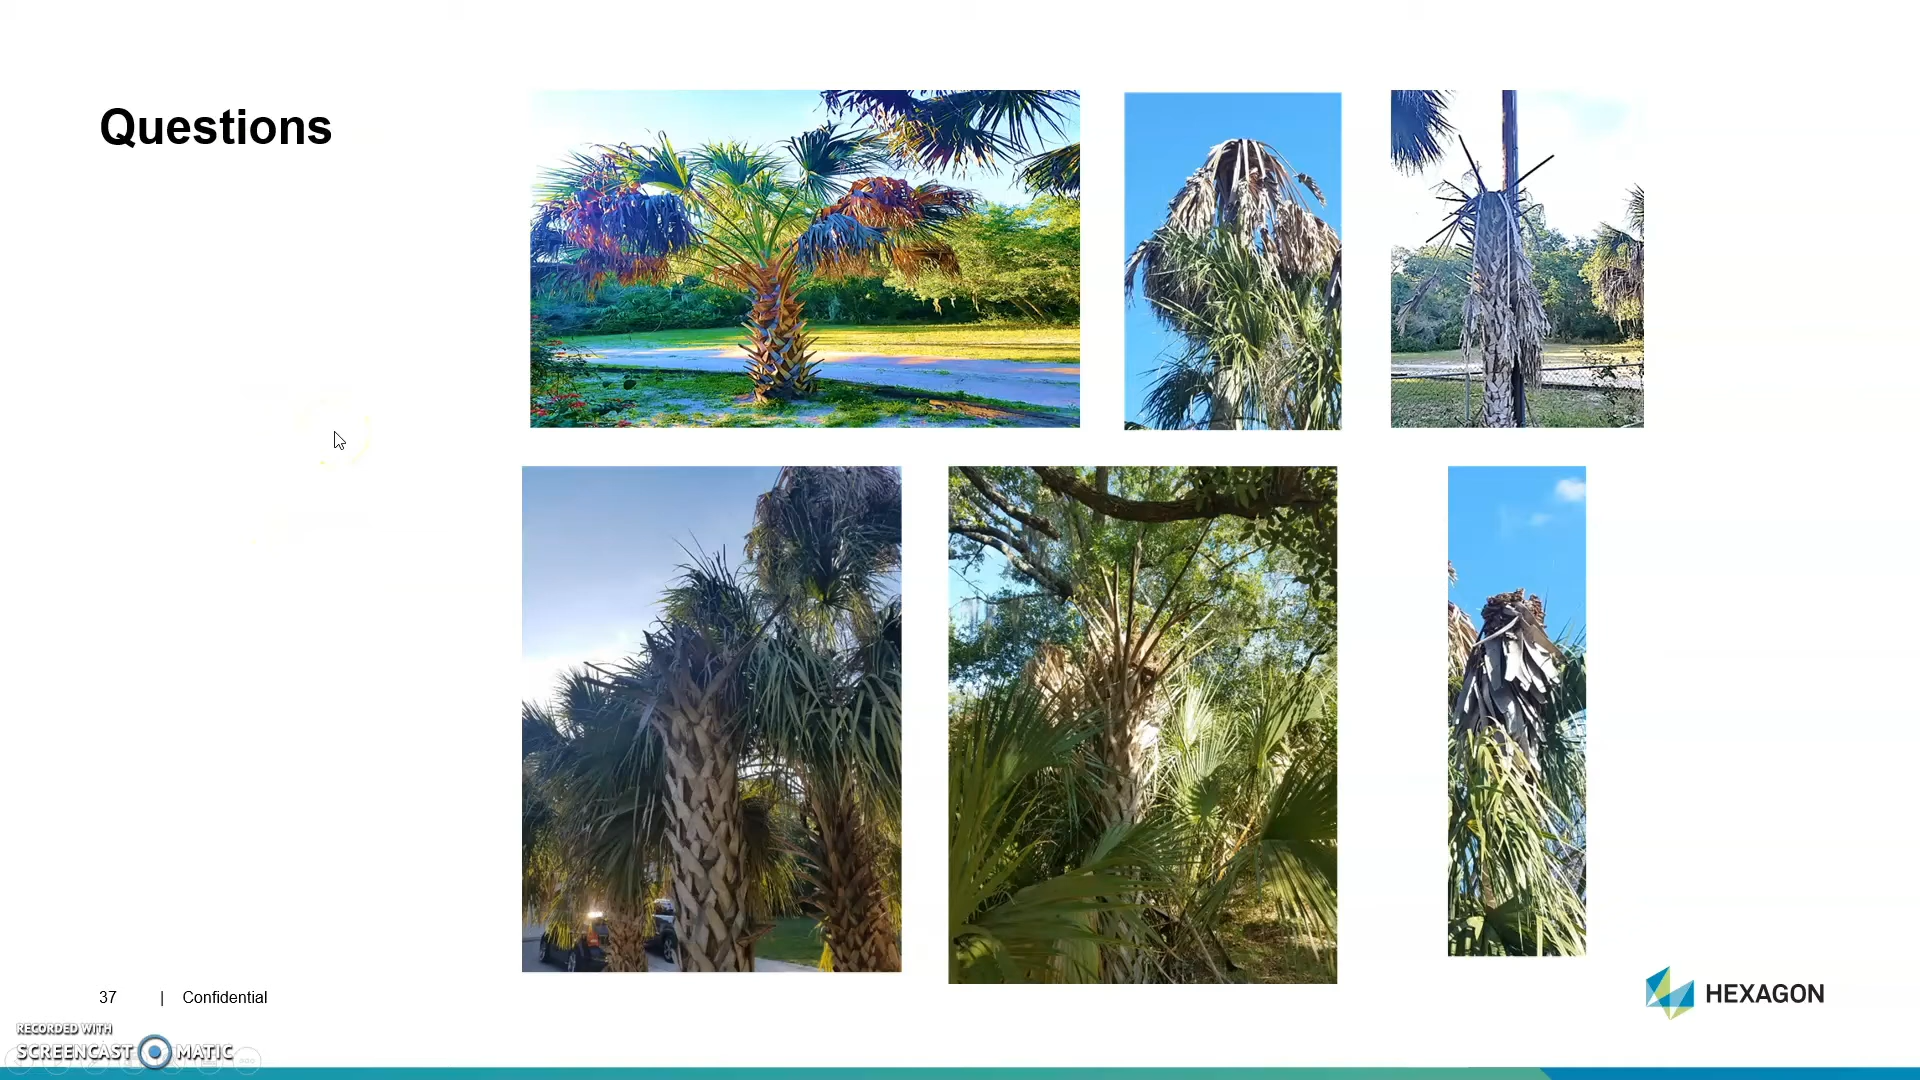 Questions
37 | Confidential
HEXAGON
RECORDED WITH
SCREENCAST MATIC